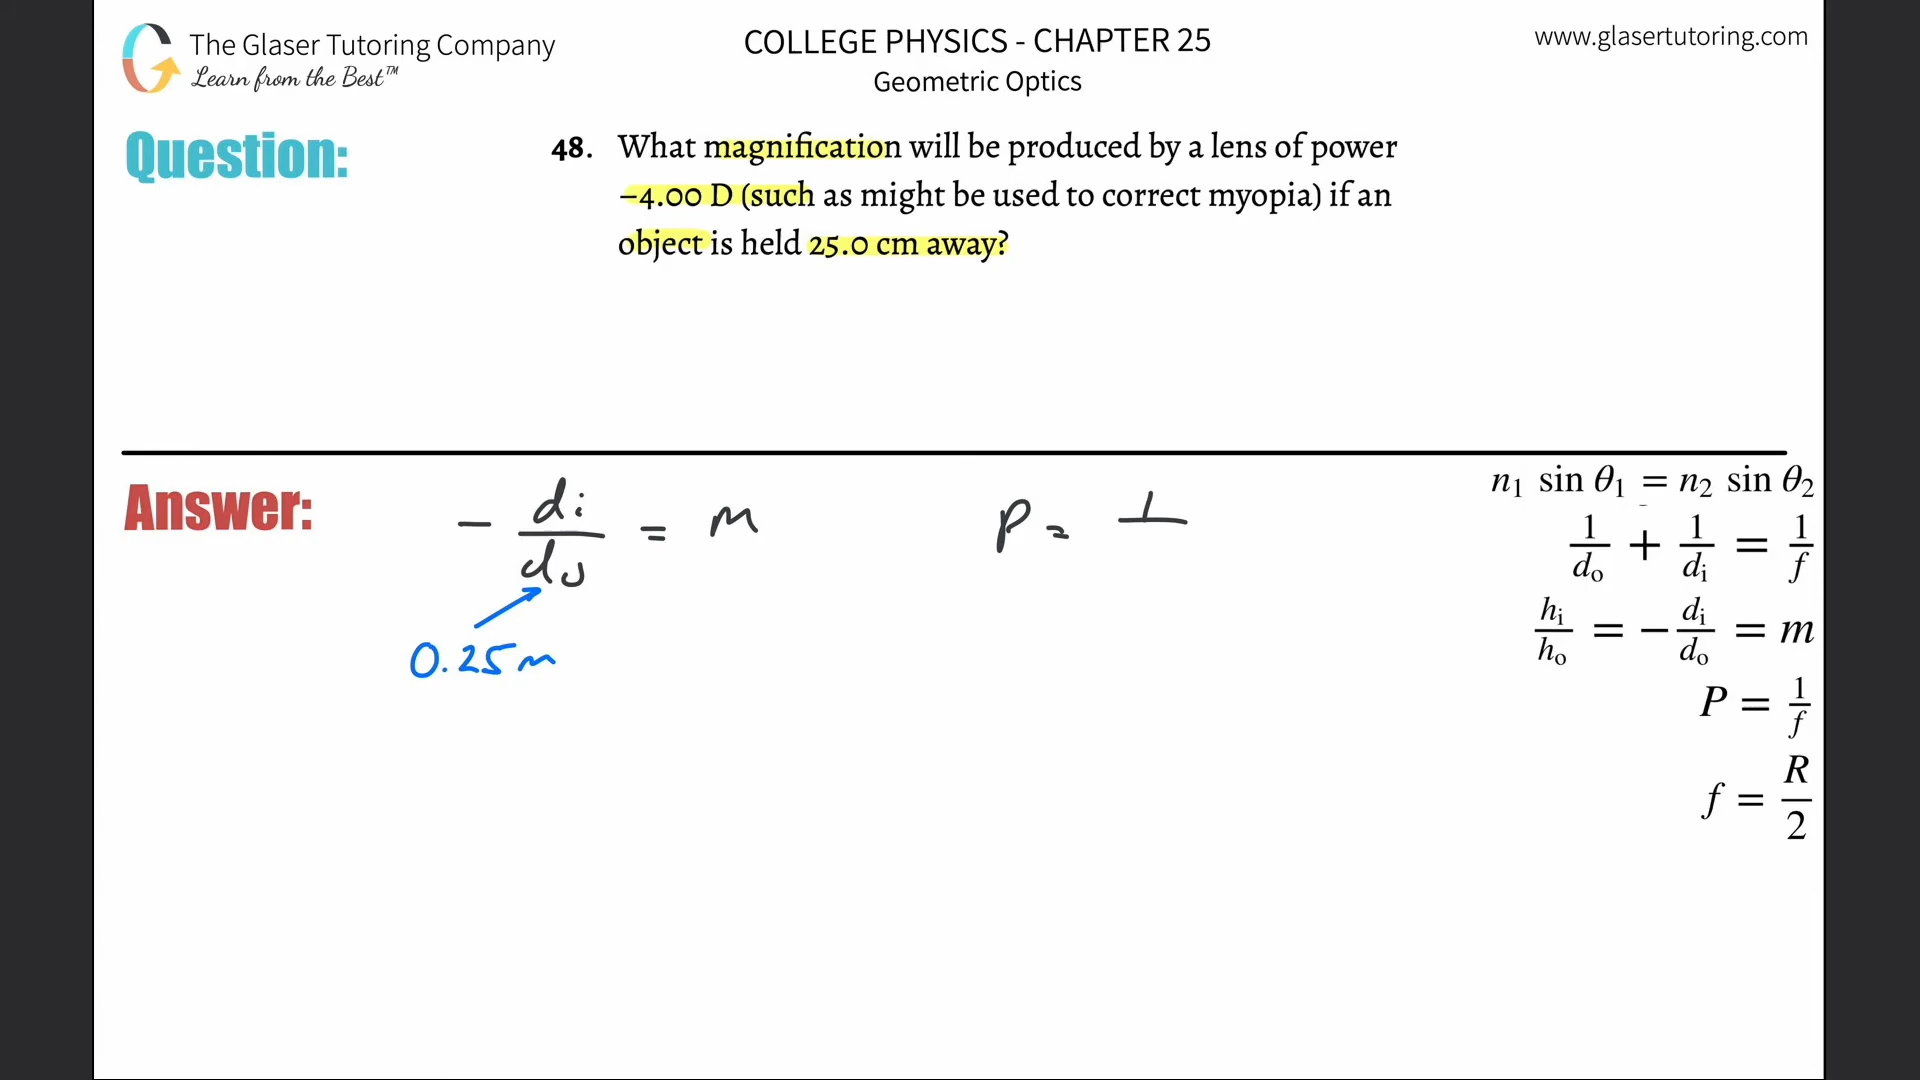 The Glaser Tutoring Company
Learn from the Best™
COLLEGE PHYSICS - CHAPTER 25
Geometric Optics
www.glasertutoring.com
Question:
48. What magnification will be produced by a lens of power
−4.00 D (such as might be used to correct myopia) if an
object is held 25.0 cm away?
Answer:
- di/do = m
0.25m
P = 1
n₁ sin θ₁ = n₂ sin θ₂
1/dₒ + 1/dᵢ = 1/f
hᵢ/hₒ = −dᵢ/dₒ = m
P = 1/f
f = R/2